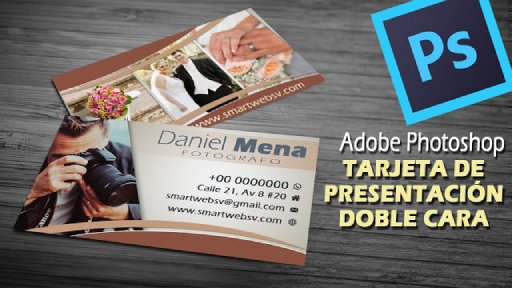 Ps
Adobe Photoshop
TARJETA DE
PRESENTACIÓN
DOBLE CARA
www.smartwebsv.com
Daniel Mena
FOTÓGRAFO
+00 0000000
Calle 21, Av 8 #20
smartwebsv@gmail.com
www.smartwebsv.com